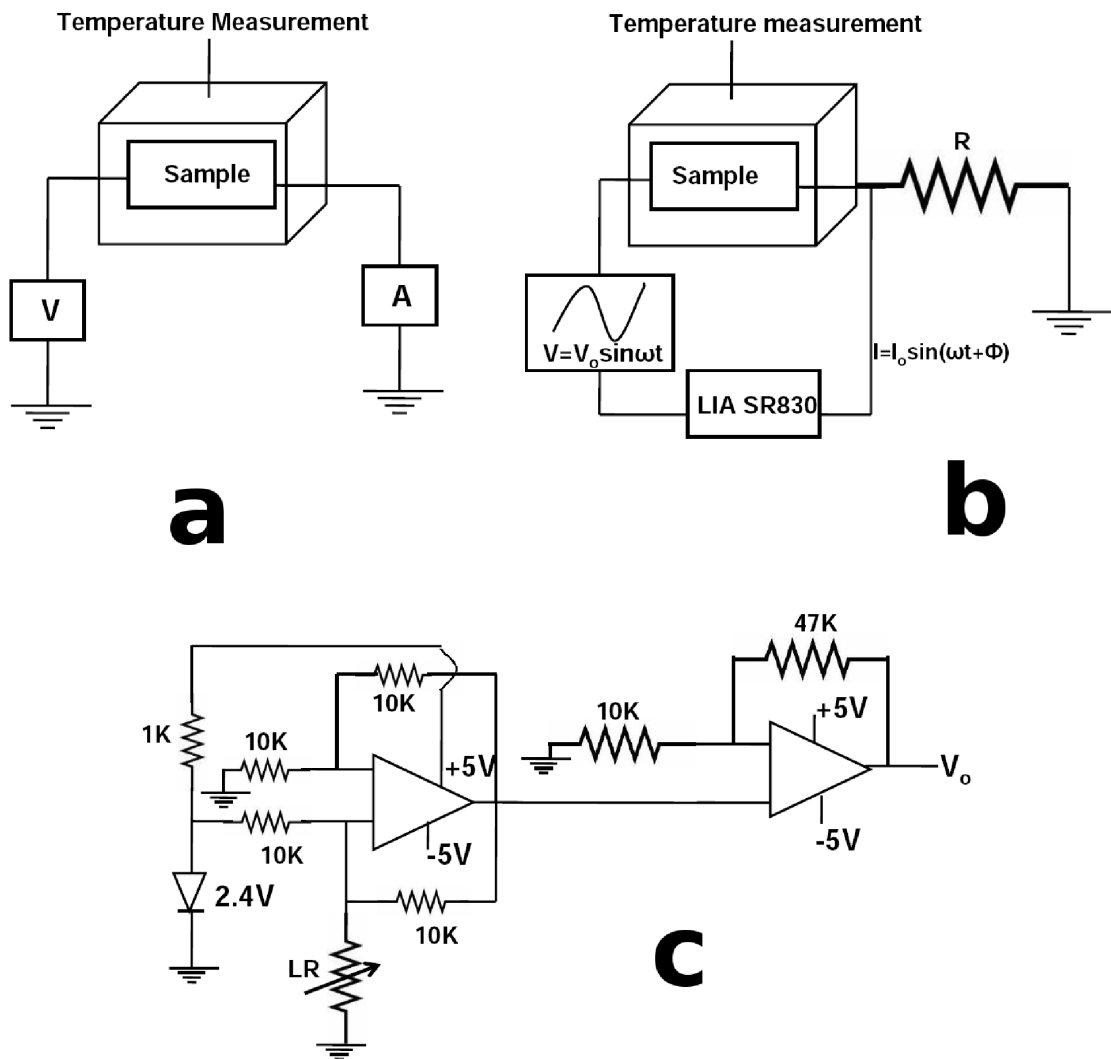 Temperature Measurement
Sample
V
A
a
Temperature measurement
Sample
R
V=Vₒsinωt
I=Iₒsin(ωt+Φ)
LIA SR830
b
1K
10K
10K
10K
+5V
-5V
2.4V
10K
LR
10K
47K
+5V
-5V
Vₒ
c